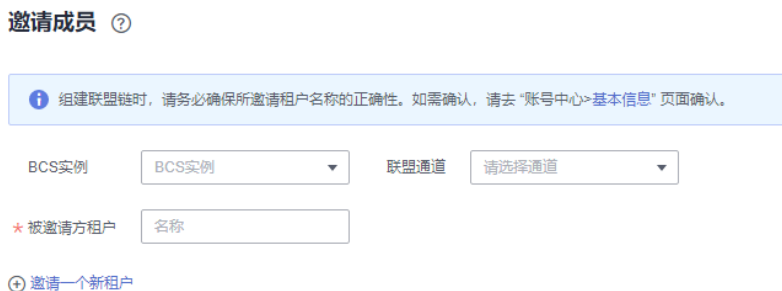 邀请成员
组建联盟链时，请务必确保所邀请租户名称的正确性。如需确认，请去 “账号中心>基本信息” 页面确认。
BCS实例 BCS实例 联盟通道 请选择通道
* 被邀请方租户 名称
邀请一个新租户